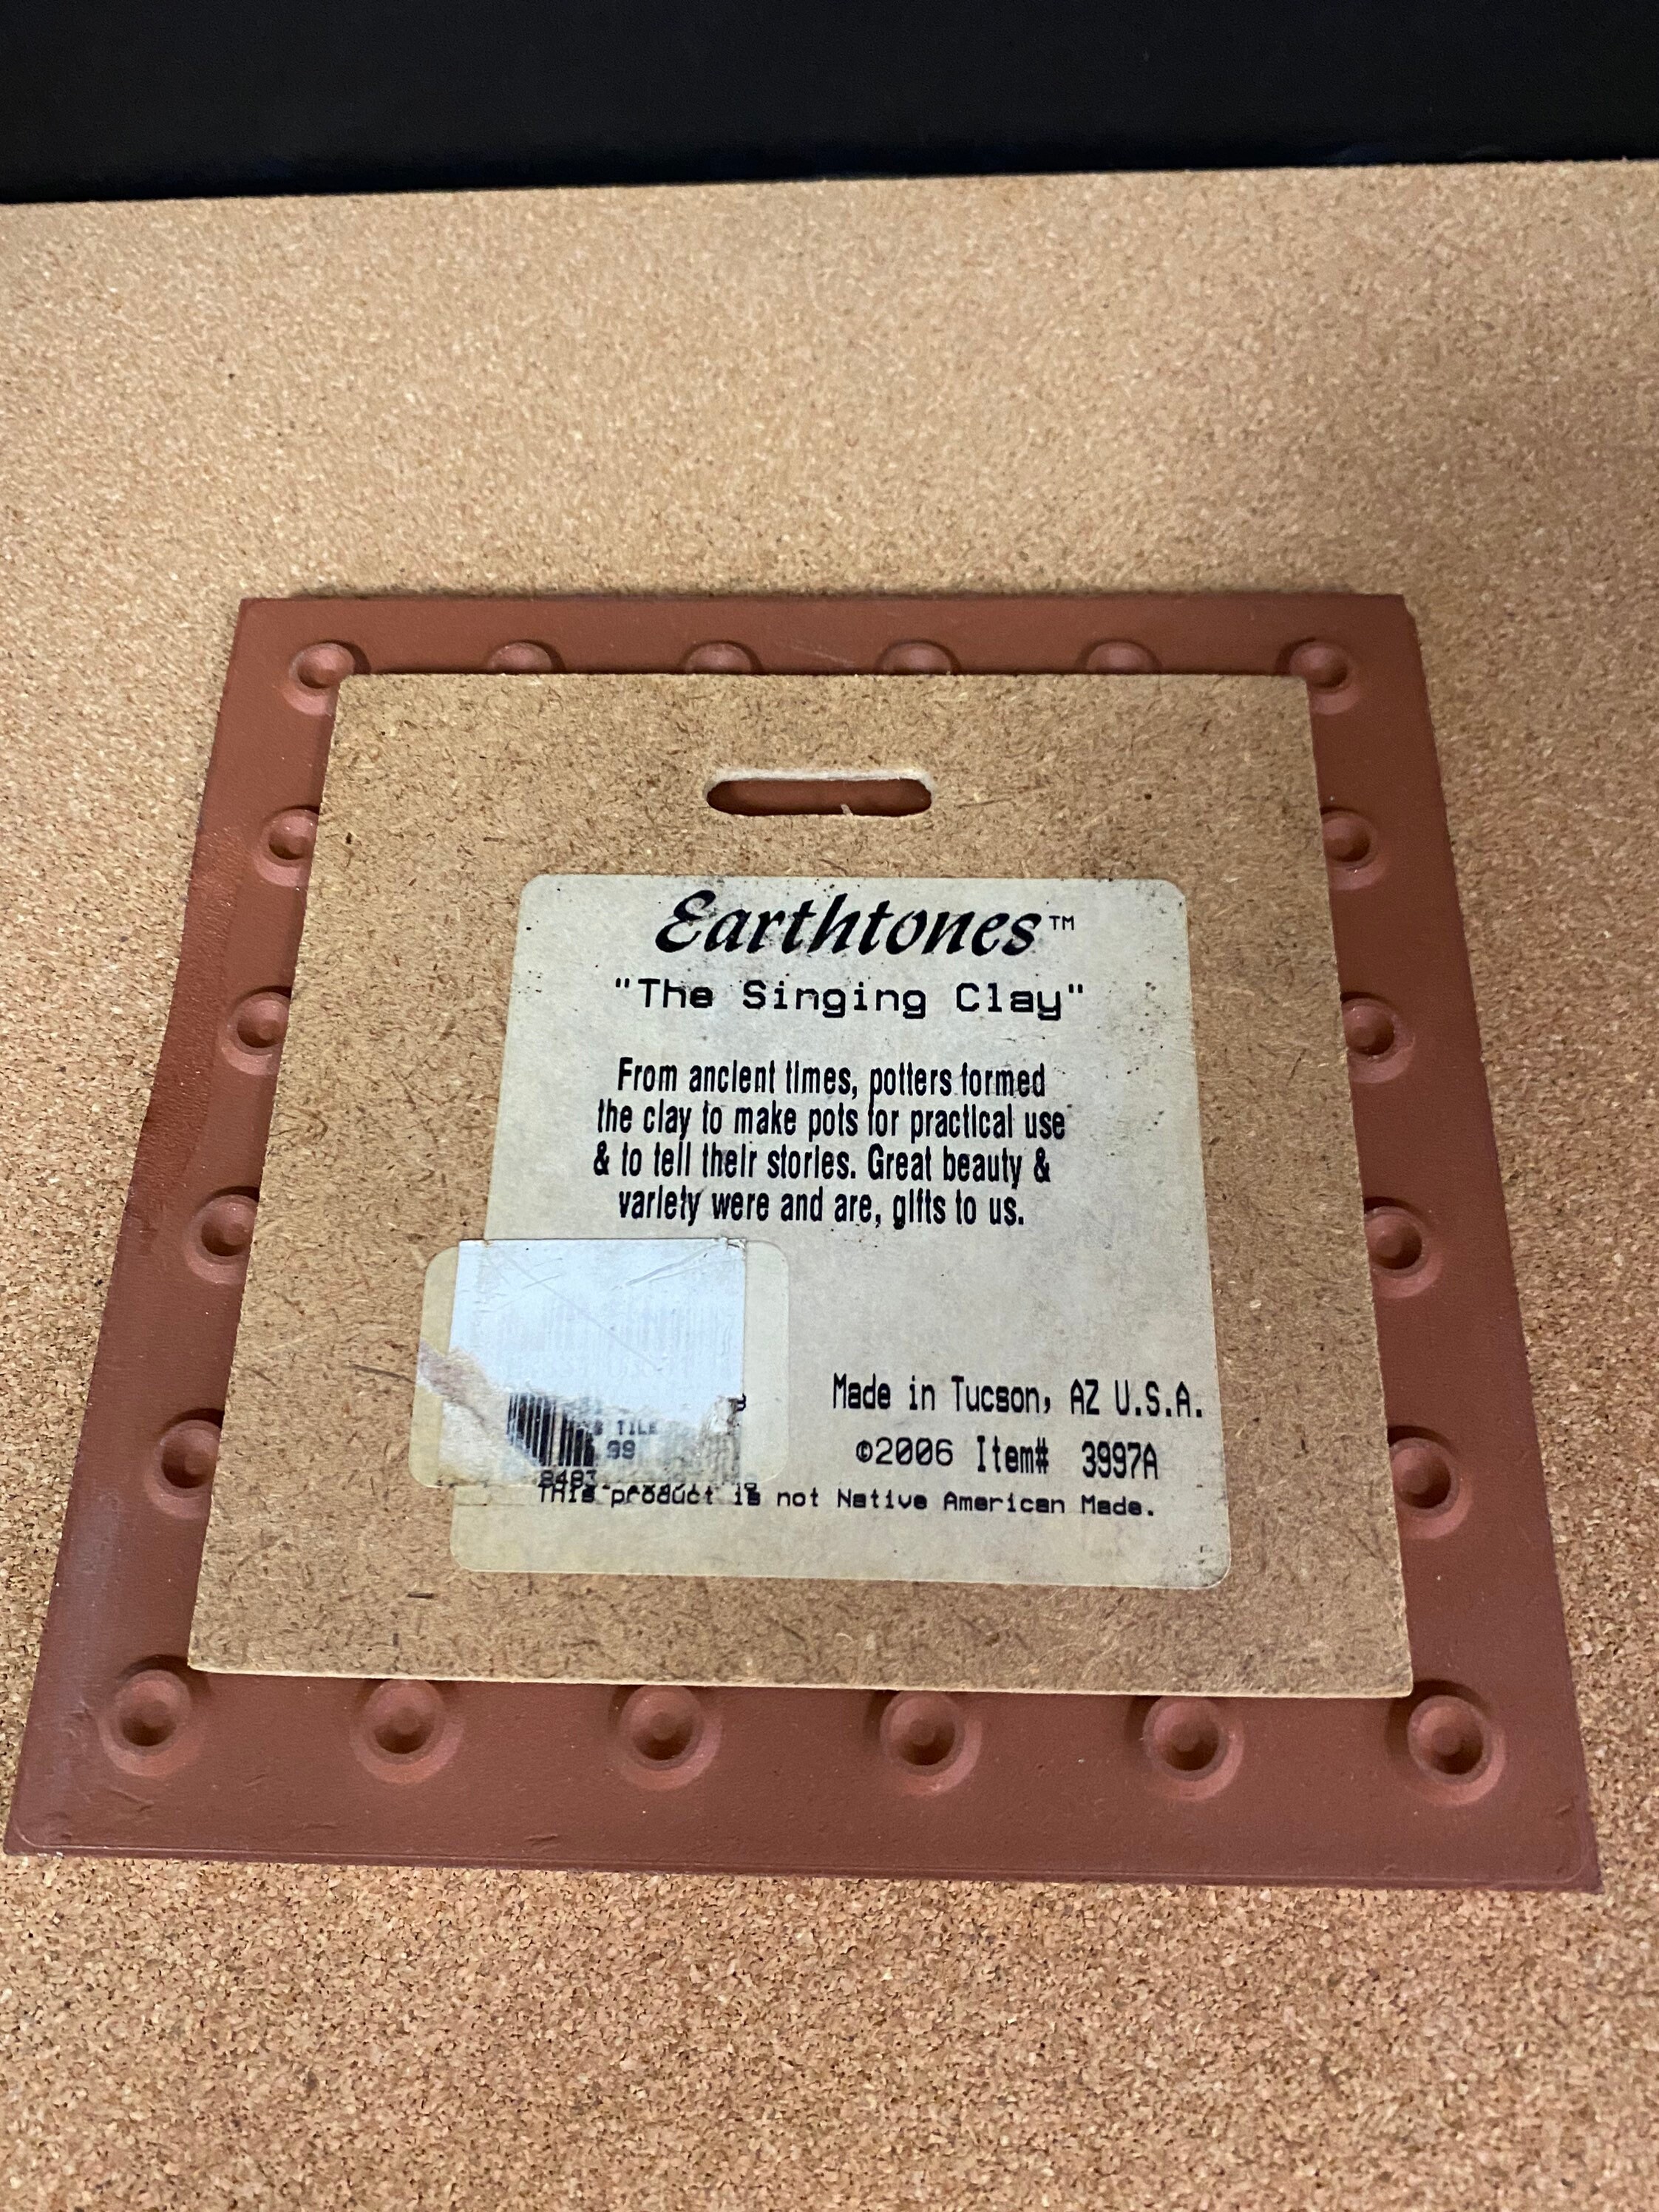 Earthtones™
"The Singing Clay"
From ancient times, potters formed
the clay to make pots for practical use
& to tell their stories. Great beauty &
variety were and are, gifts to us.
TILE
.99
Made in Tucson, AZ U.S.A.
©2006 Item# 3997A
This product is not Native American Made.